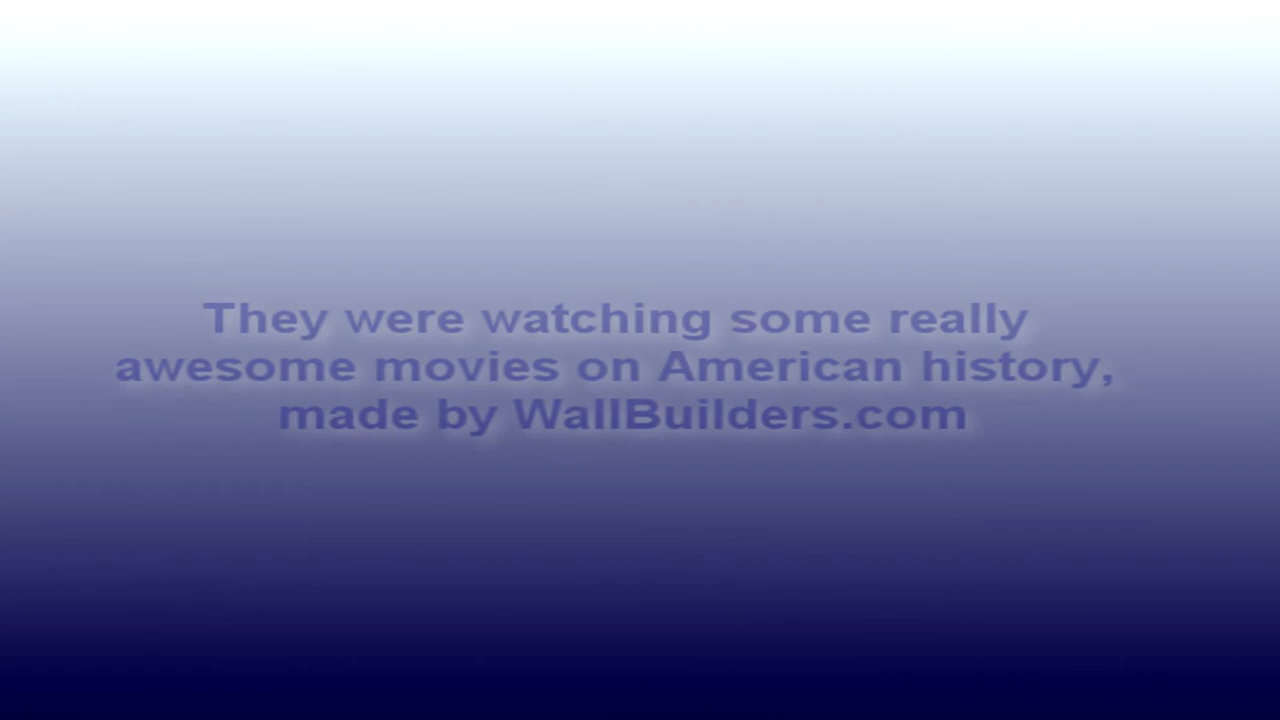 They were watching some really
awesome movies on American history,
made by WallBuilders.com